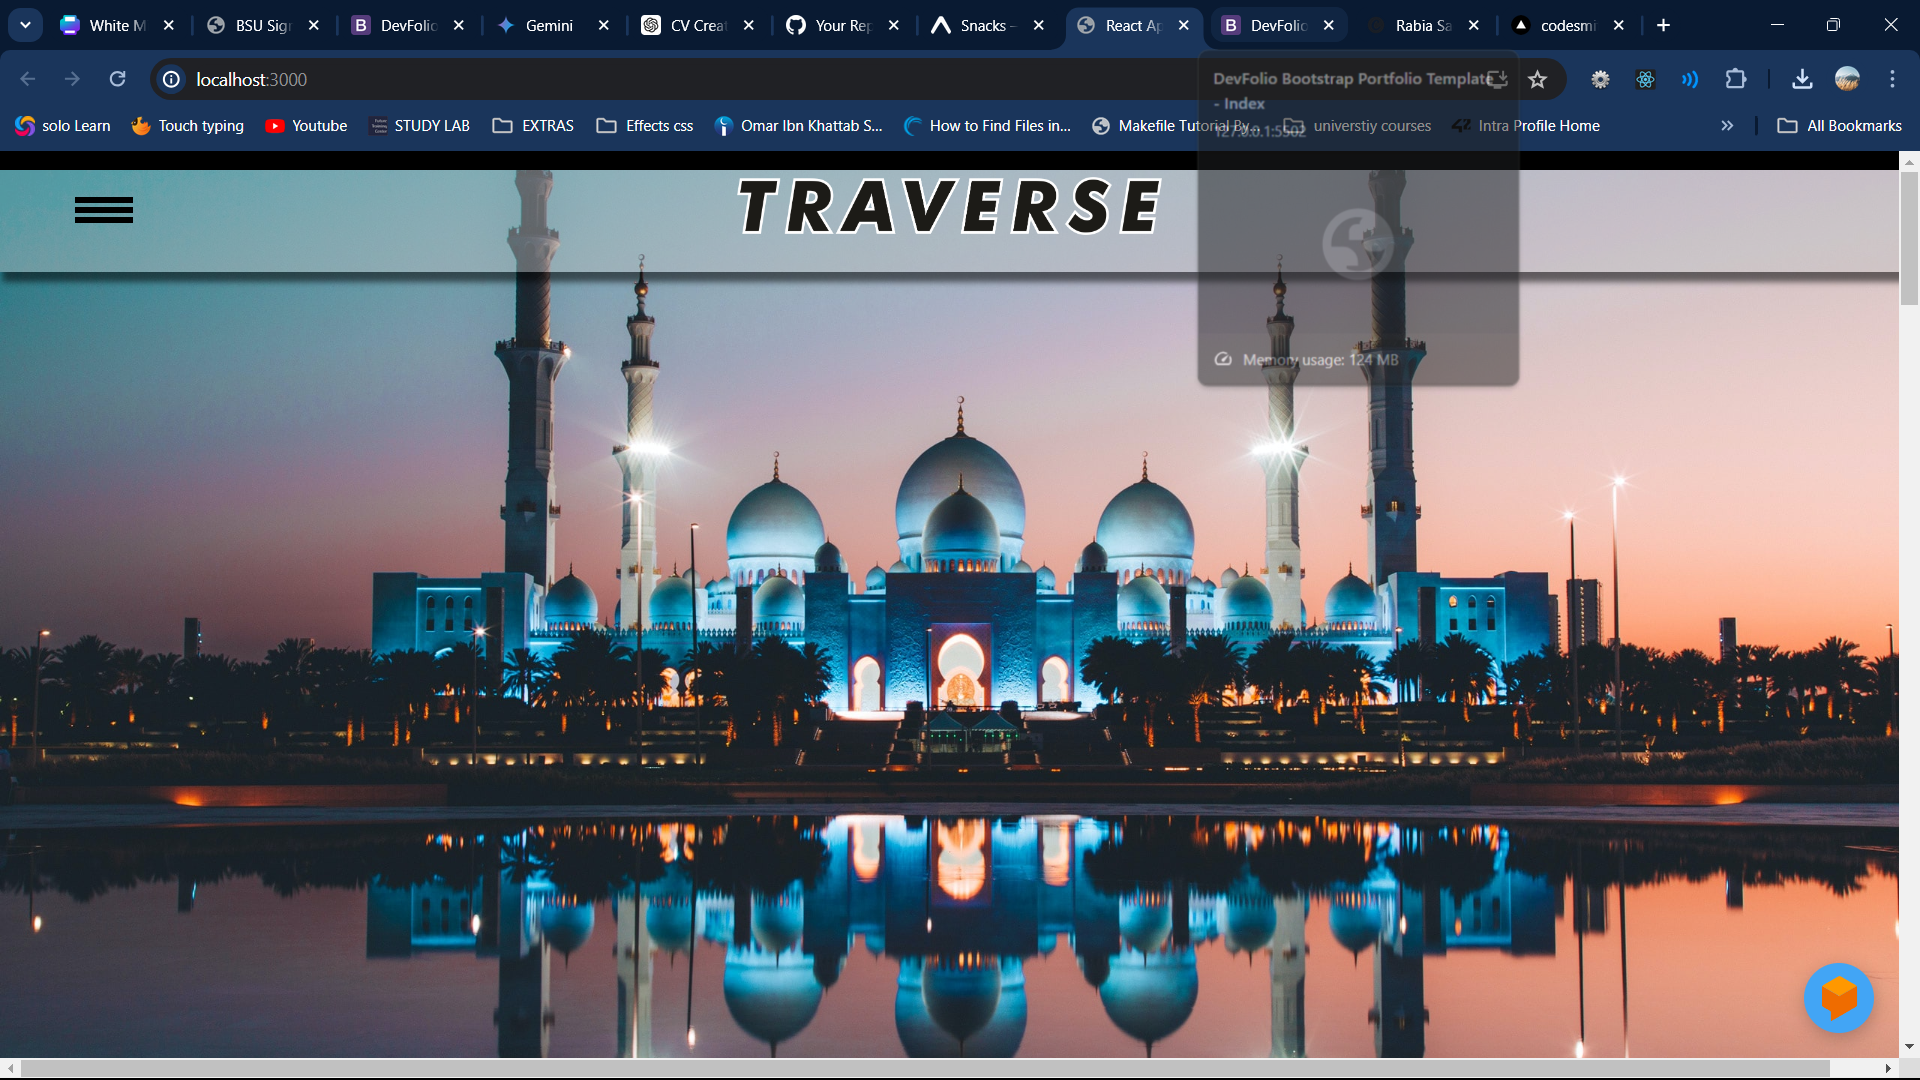 White M
BSU Sig
DevFolio
Gemini
CV Crea
Your Rep
Snacks -
React Ap
DevFolio
Rabia Sa
codesmi
localhost:3000
DevFolio Bootstrap Portfolio Template
- Index
127.0.0.1:5502
solo Learn
Touch typing
Youtube
STUDY LAB
EXTRAS
Effects css
Omar Ibn Khattab S...
How to Find Files in...
Makefile Tutorial By...
universtiy courses
Intra Profile Home
All Bookmarks
TRAVERSE
Memory usage: 124 MB